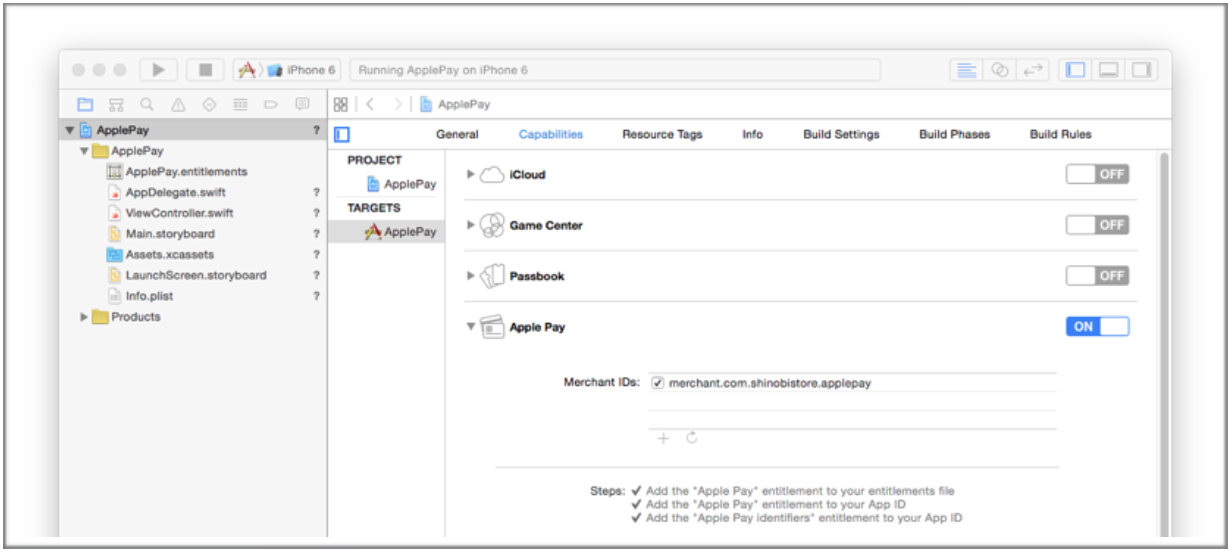 iPhone 6
Running ApplePay on iPhone 6
ApplePay
ApplePay ?
ApplePay
ApplePay.entitlements
AppDelegate.swift ?
ViewController.swift ?
Main.storyboard ?
Assets.xcassets ?
LaunchScreen.storyboard ?
Info.plist ?
Products
General Capabilities Resource Tags Info Build Settings Build Phases Build Rules
PROJECT
ApplePay
TARGETS
ApplePay
iCloud OFF
Game Center OFF
Passbook OFF
Apple Pay ON
Merchant IDs: merchant.com.shinobistore.applepay
Steps: ✓ Add the "Apple Pay" entitlement to your entitlements file
✓ Add the "Apple Pay" entitlement to your App ID
✓ Add the "Apple Pay identifiers" entitlement to your App ID